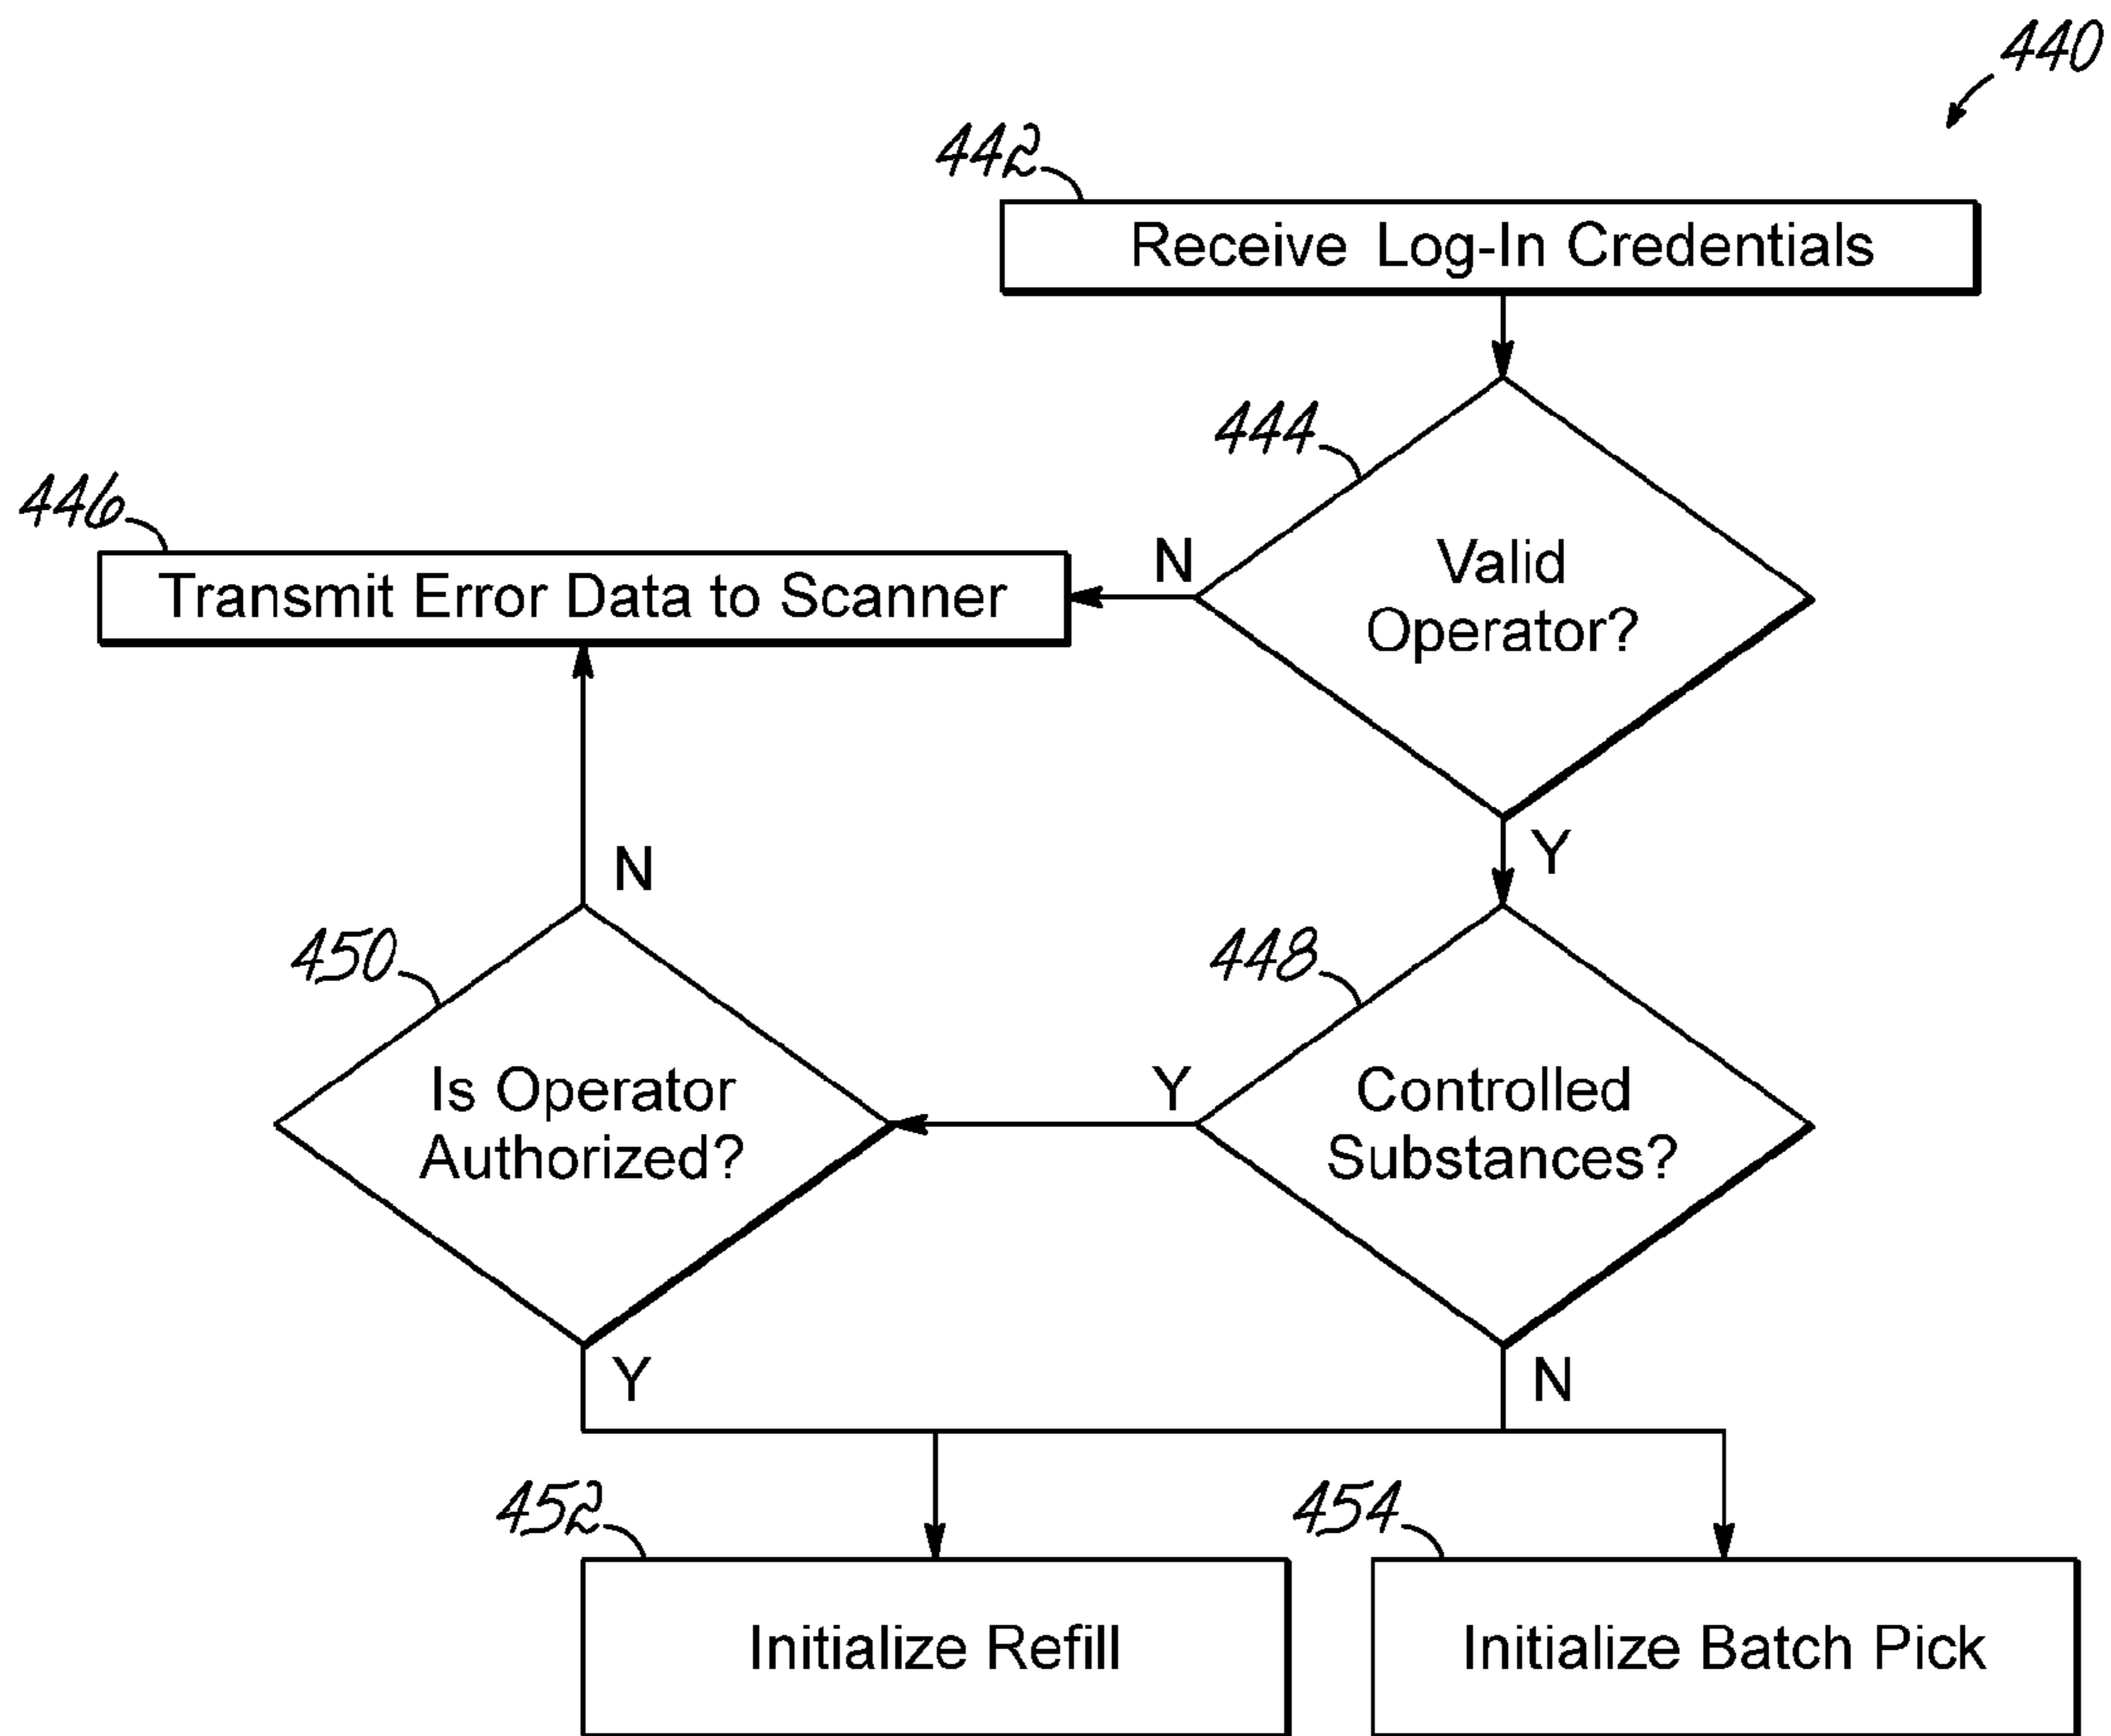 440
442
Receive Log-In Credentials
444
Valid
Operator?
446
N
Transmit Error Data to Scanner
Y
N
450
448
Is Operator
Authorized?
Y
Controlled
Substances?
Y
N
452
454
Initialize Refill
Initialize Batch Pick